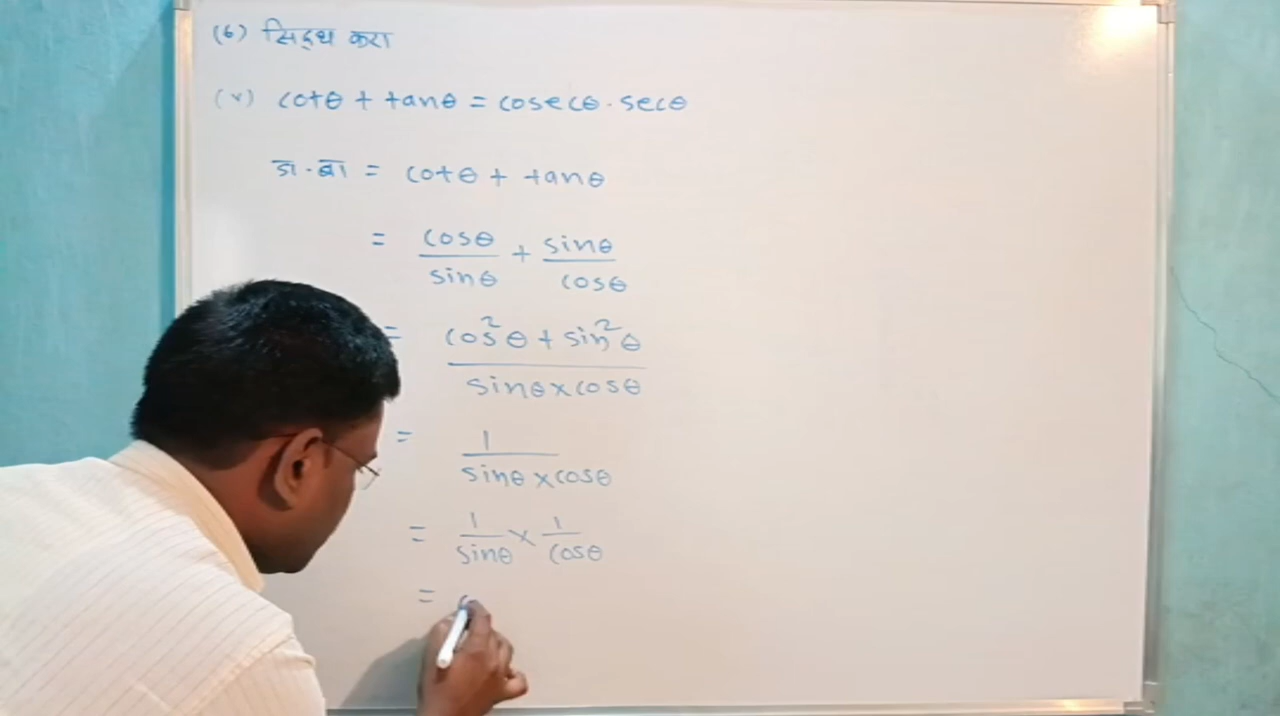 (6) सिद्ध करा
(v) cotθ + tanθ = cosecθ . secθ
डा.बा = cotθ + tanθ
= cosθ/sinθ + sinθ/cosθ
= cos²θ + sin²θ / sinθ×cosθ
= 1 / sinθ×cosθ
= 1/sinθ × 1/cosθ
= c